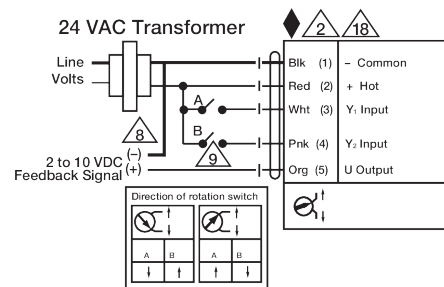 24 VAC Transformer
2 18
Line
Volts
Blk (1) – Common
Red (2) + Hot
A
Wht (3) Y1 Input
B
Pnk (4) Y2 Input
8
9
(–)
2 to 10 VDC
Feedback Signal (+)
Org (5) U Output
Direction of rotation switch
A B A B